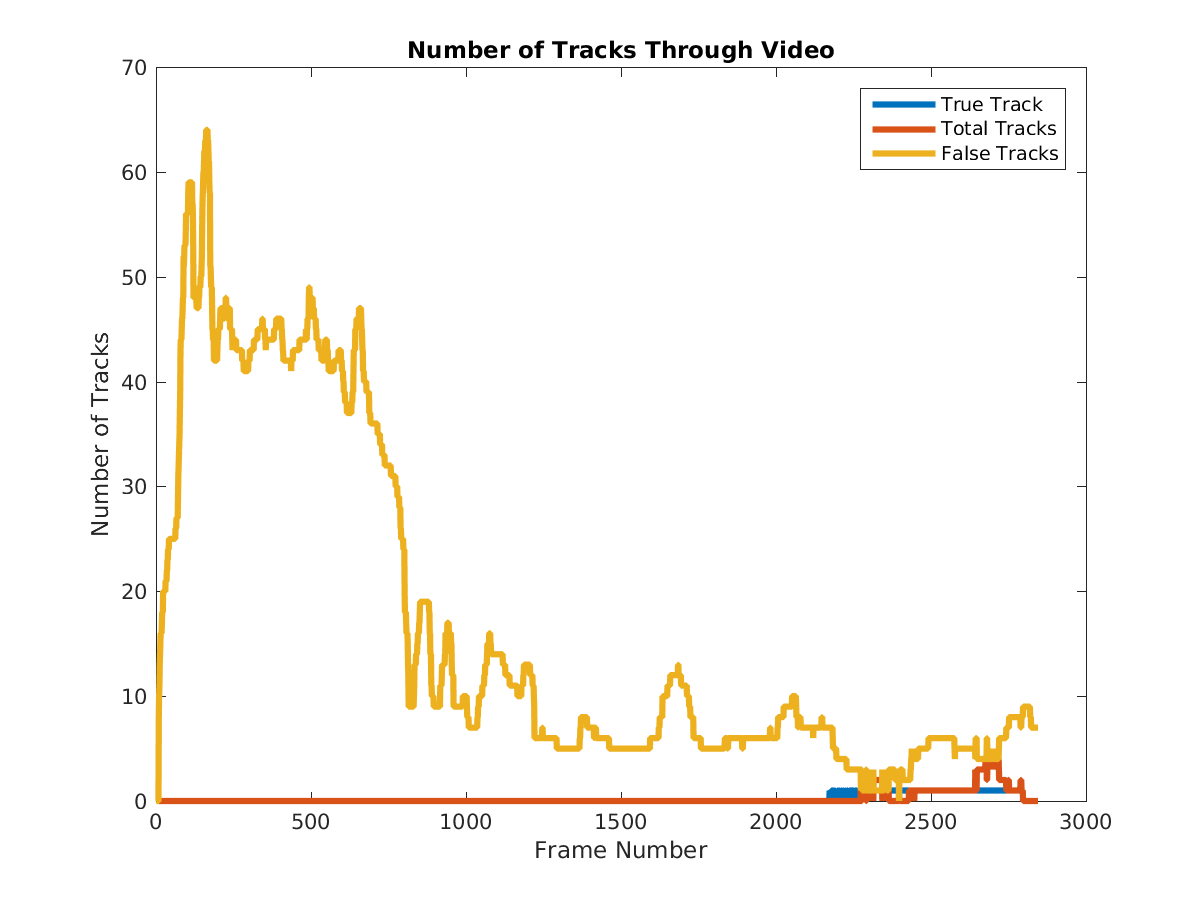 Number of Tracks Through Video
True Track
Total Tracks
False Tracks
Number of Tracks
70
60
50
40
30
20
10
0
0 500 1000 1500 2000 2500 3000
Frame Number